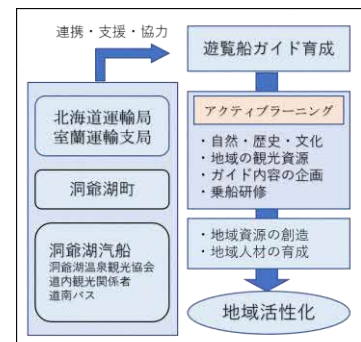 連携・支援・協力
遊覧船ガイド育成
北海道運輸局
室蘭運輸支局
洞爺湖町
洞爺湖汽船
洞爺湖温泉観光協会
道内観光関係者
道南バス
アクティブラーニング
・自然・歴史・文化
・地域の観光資源
・ガイド内容の企画
・乗船研修
・地域資源の創造
・地域人材の育成
地域活性化